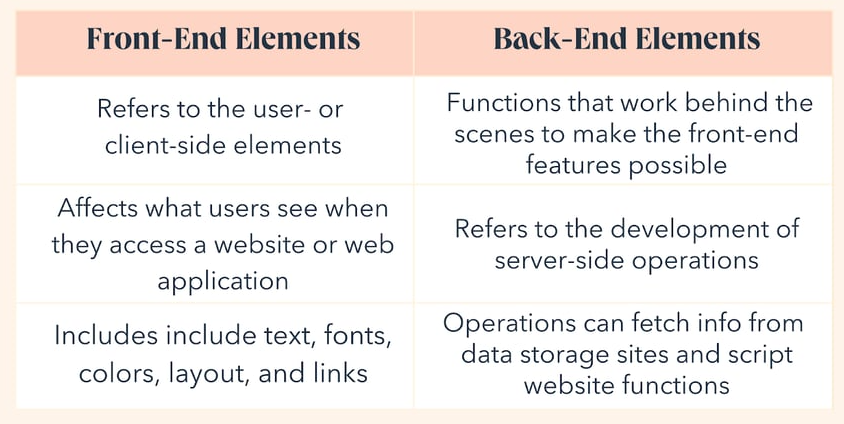 Front-End Elements
Back-End Elements
Refers to the user- or
client-side elements
Functions that work behind the
scenes to make the front-end
features possible
Affects what users see when
they access a website or web
application
Refers to the development of
server-side operations
Includes include text, fonts,
colors, layout, and links
Operations can fetch info from
data storage sites and script
website functions